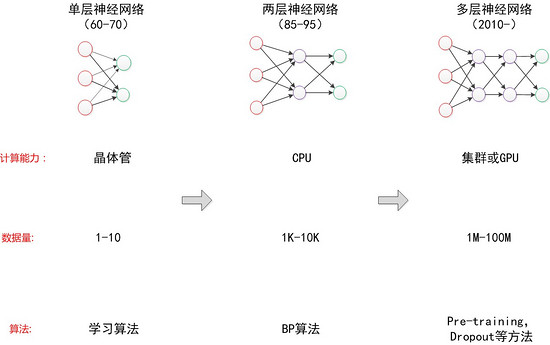 单层神经网络
（60-70）
两层神经网络
（85-95）
多层神经网络
（2010-）
计算能力：
晶体管
CPU
集群或GPU
数据量:
1-10
1K-10K
1M-100M
算法:
学习算法
BP算法
Pre-training,
Dropout等方法